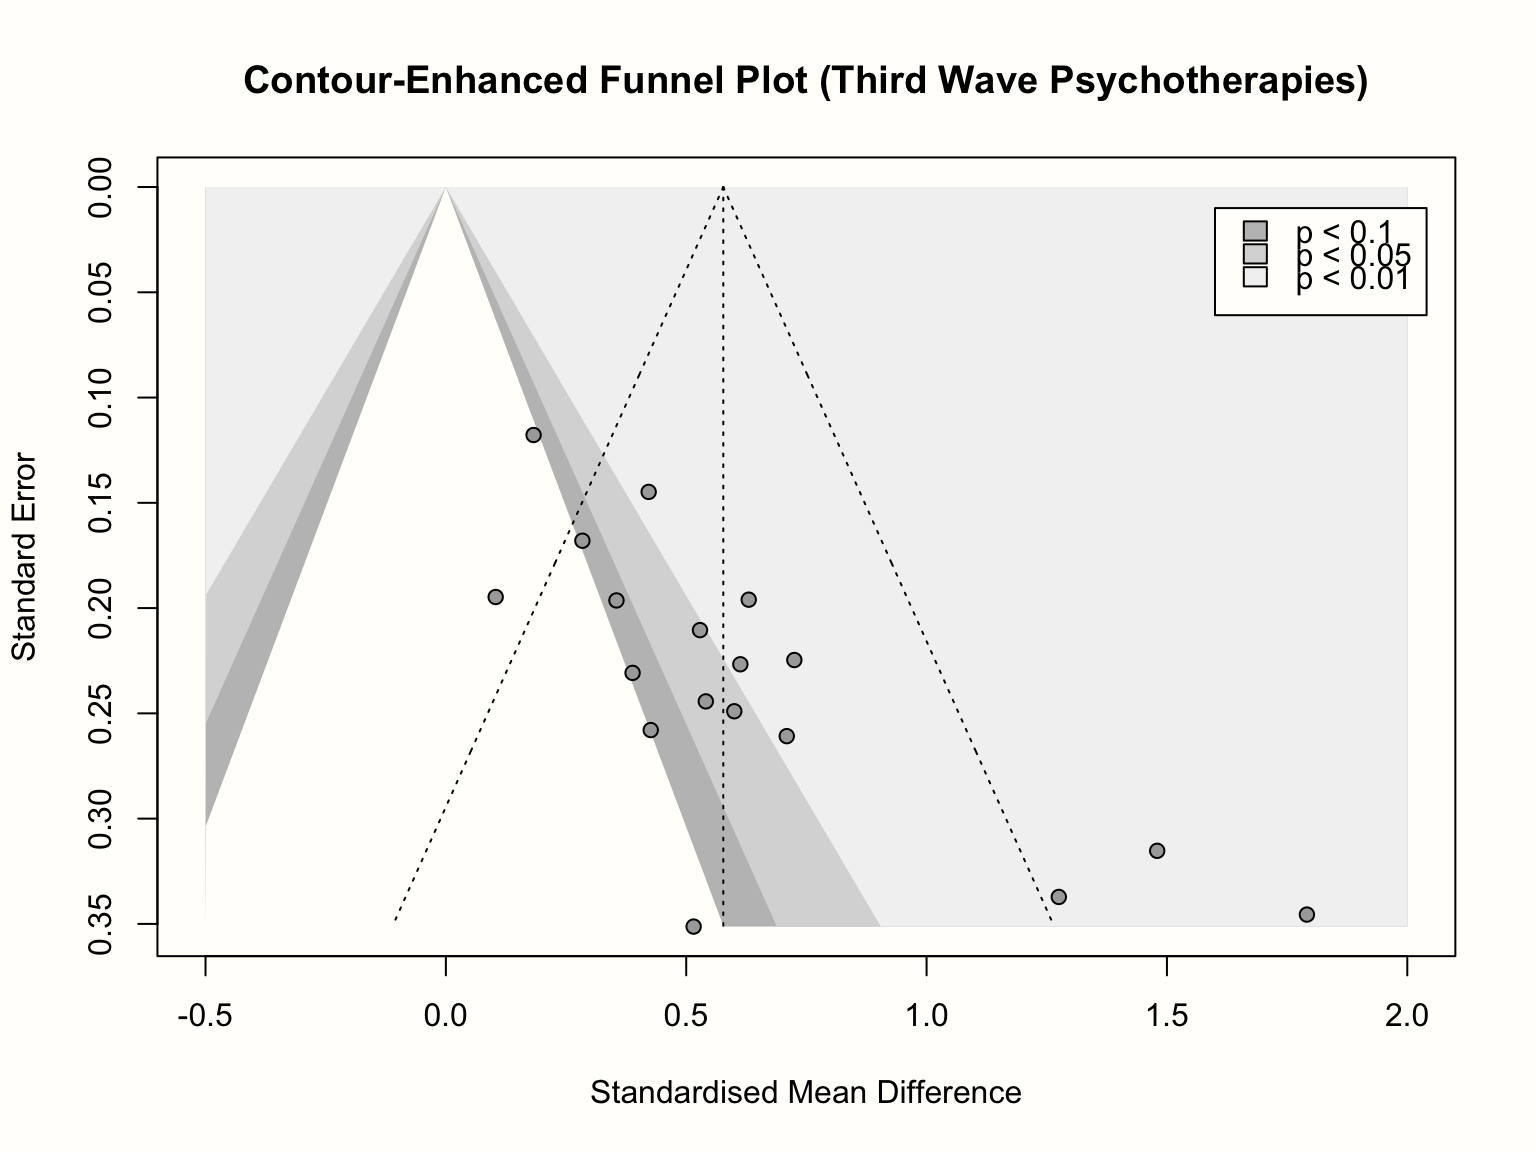 Contour-Enhanced Funnel Plot (Third Wave Psychotherapies)
0.00
0.05
0.10
0.15
0.20
0.25
0.30
0.35
Standard Error
p < 0.1
p < 0.05
p < 0.01
-0.5 0.0 0.5 1.0 1.5 2.0
Standardised Mean Difference